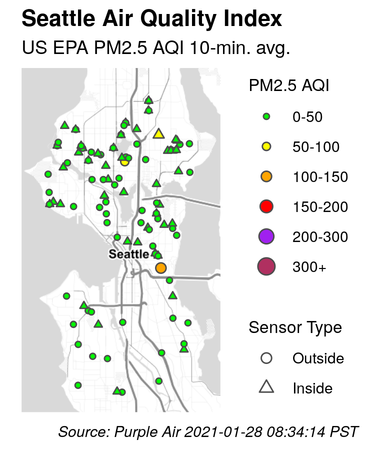 Seattle Air Quality Index
US EPA PM2.5 AQI 10-min. avg.
PM2.5 AQI
0-50
50-100
100-150
150-200
200-300
300+
Seattle
Sensor Type
Outside
Inside
Source: Purple Air 2021-01-28 08:34:14 PST